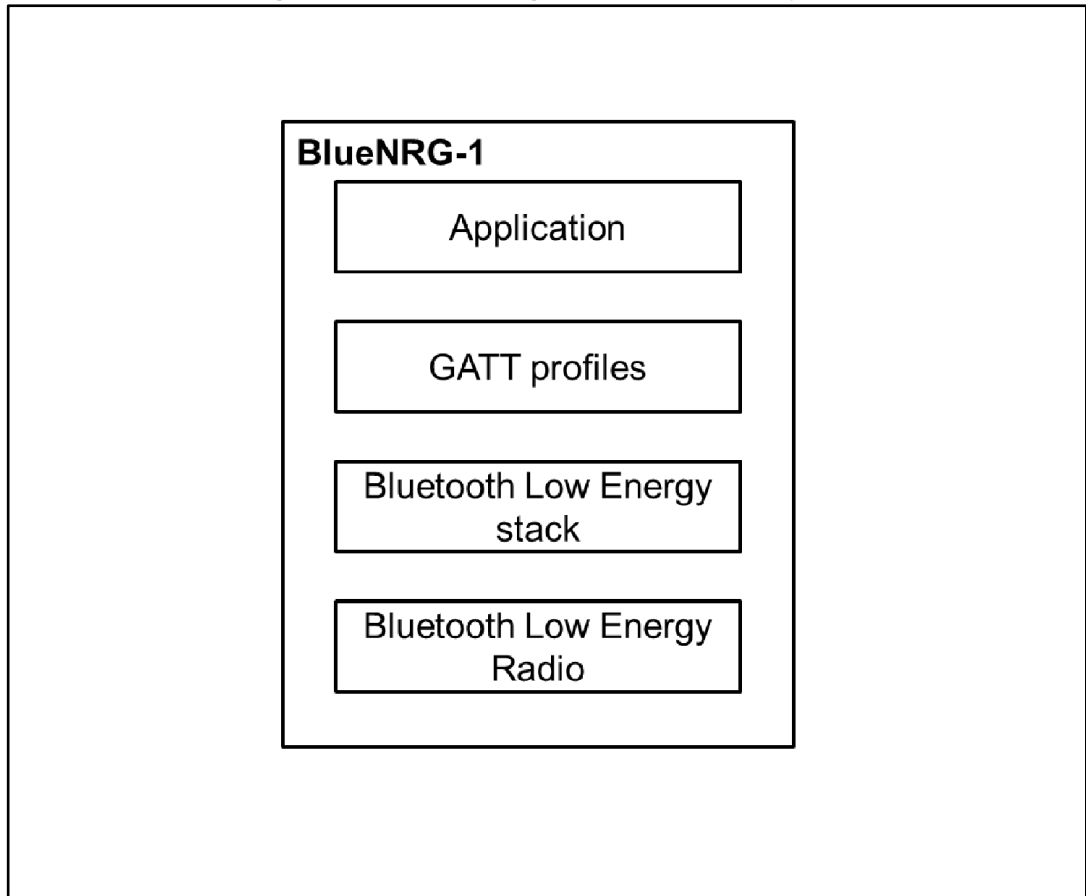 BlueNRG-1
Application
GATT profiles
Bluetooth Low Energy
stack
Bluetooth Low Energy
Radio